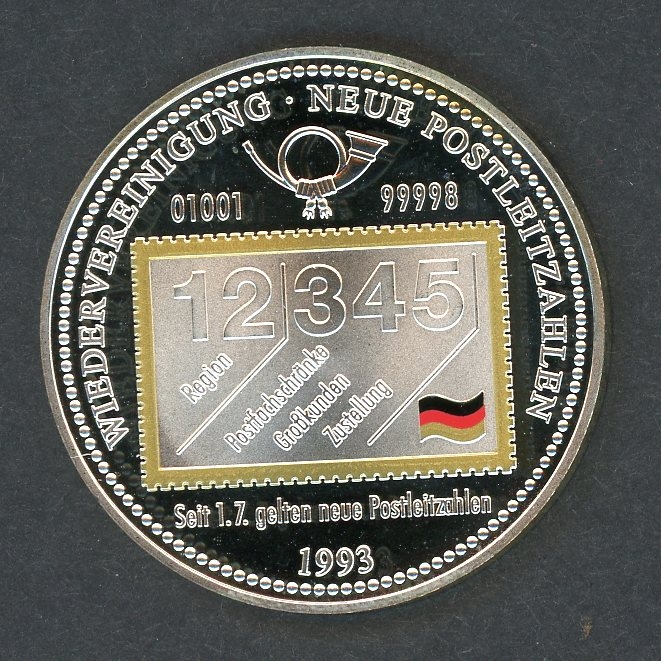 WIEDERVEREINIGUNG · NEUE POSTLEITZAHLEN
01001 99998
12345
Region
Postfachschränke
Großkunden
Zustellung
Seit 1.7. gelten neue Postleitzahlen
1993